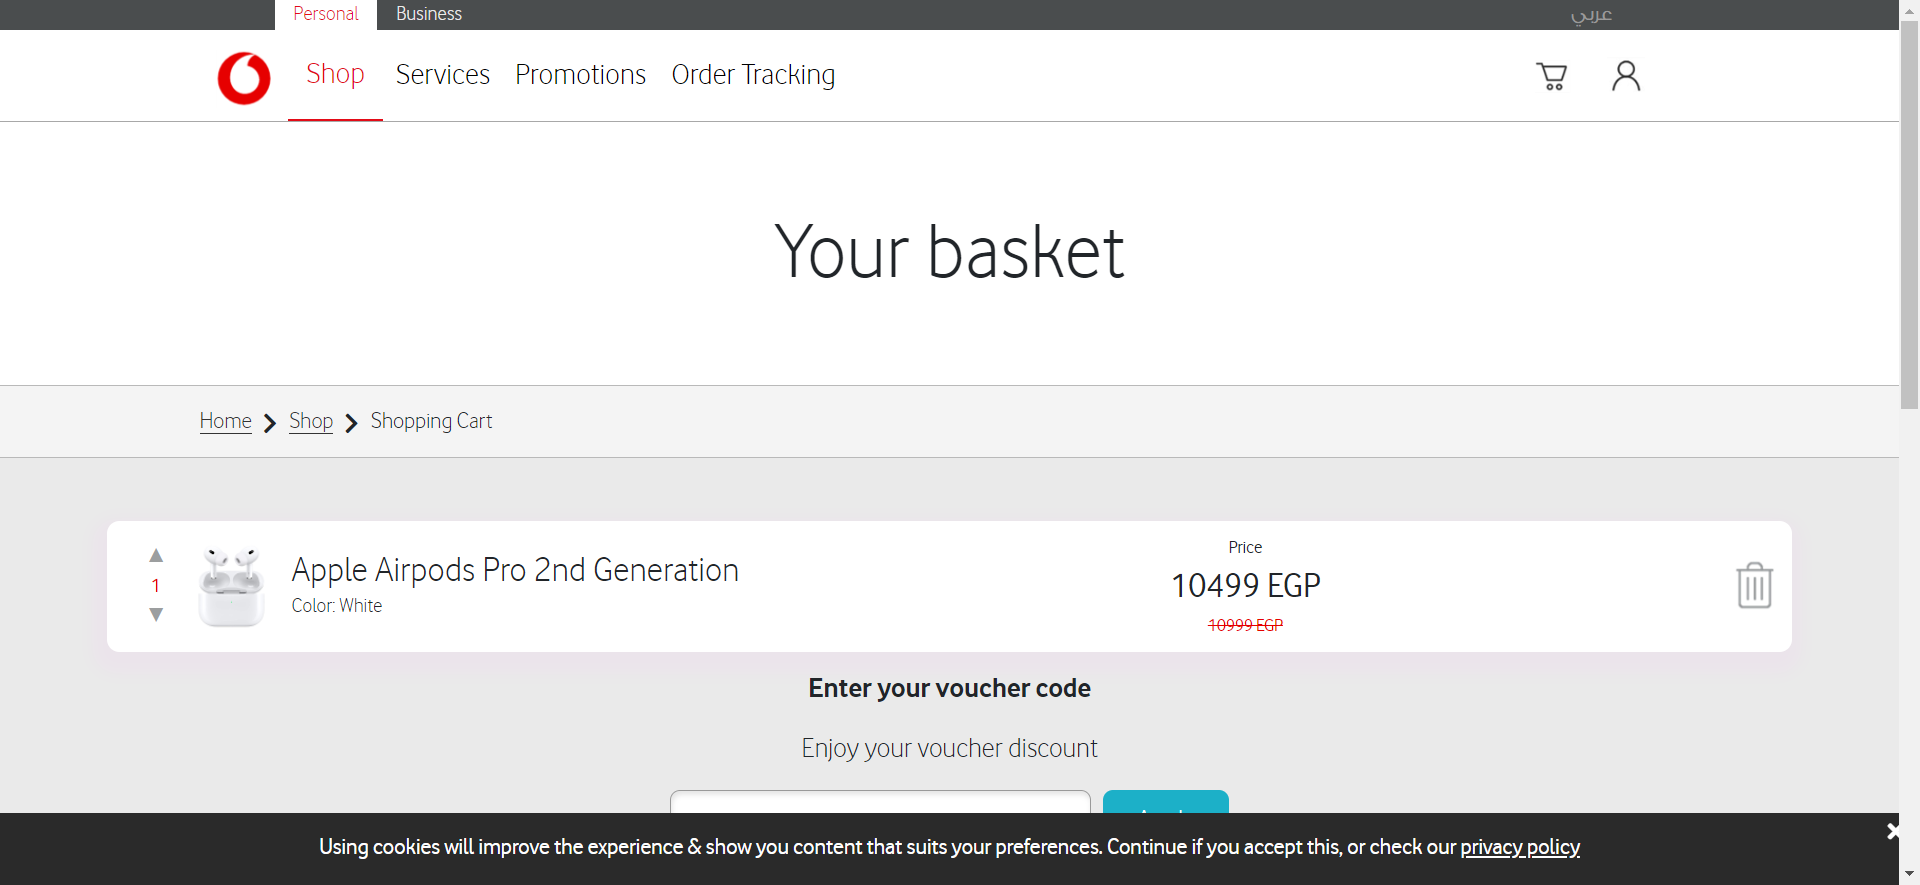 Personal Business عربي
Shop Services Promotions Order Tracking
Your basket
Home Shop Shopping Cart
1
Apple Airpods Pro 2nd Generation
Color: White
Price
10499 EGP
10999 EGP
Enter your voucher code
Enjoy your voucher discount
Using cookies will improve the experience & show you content that suits your preferences. Continue if you accept this, or check our privacy policy